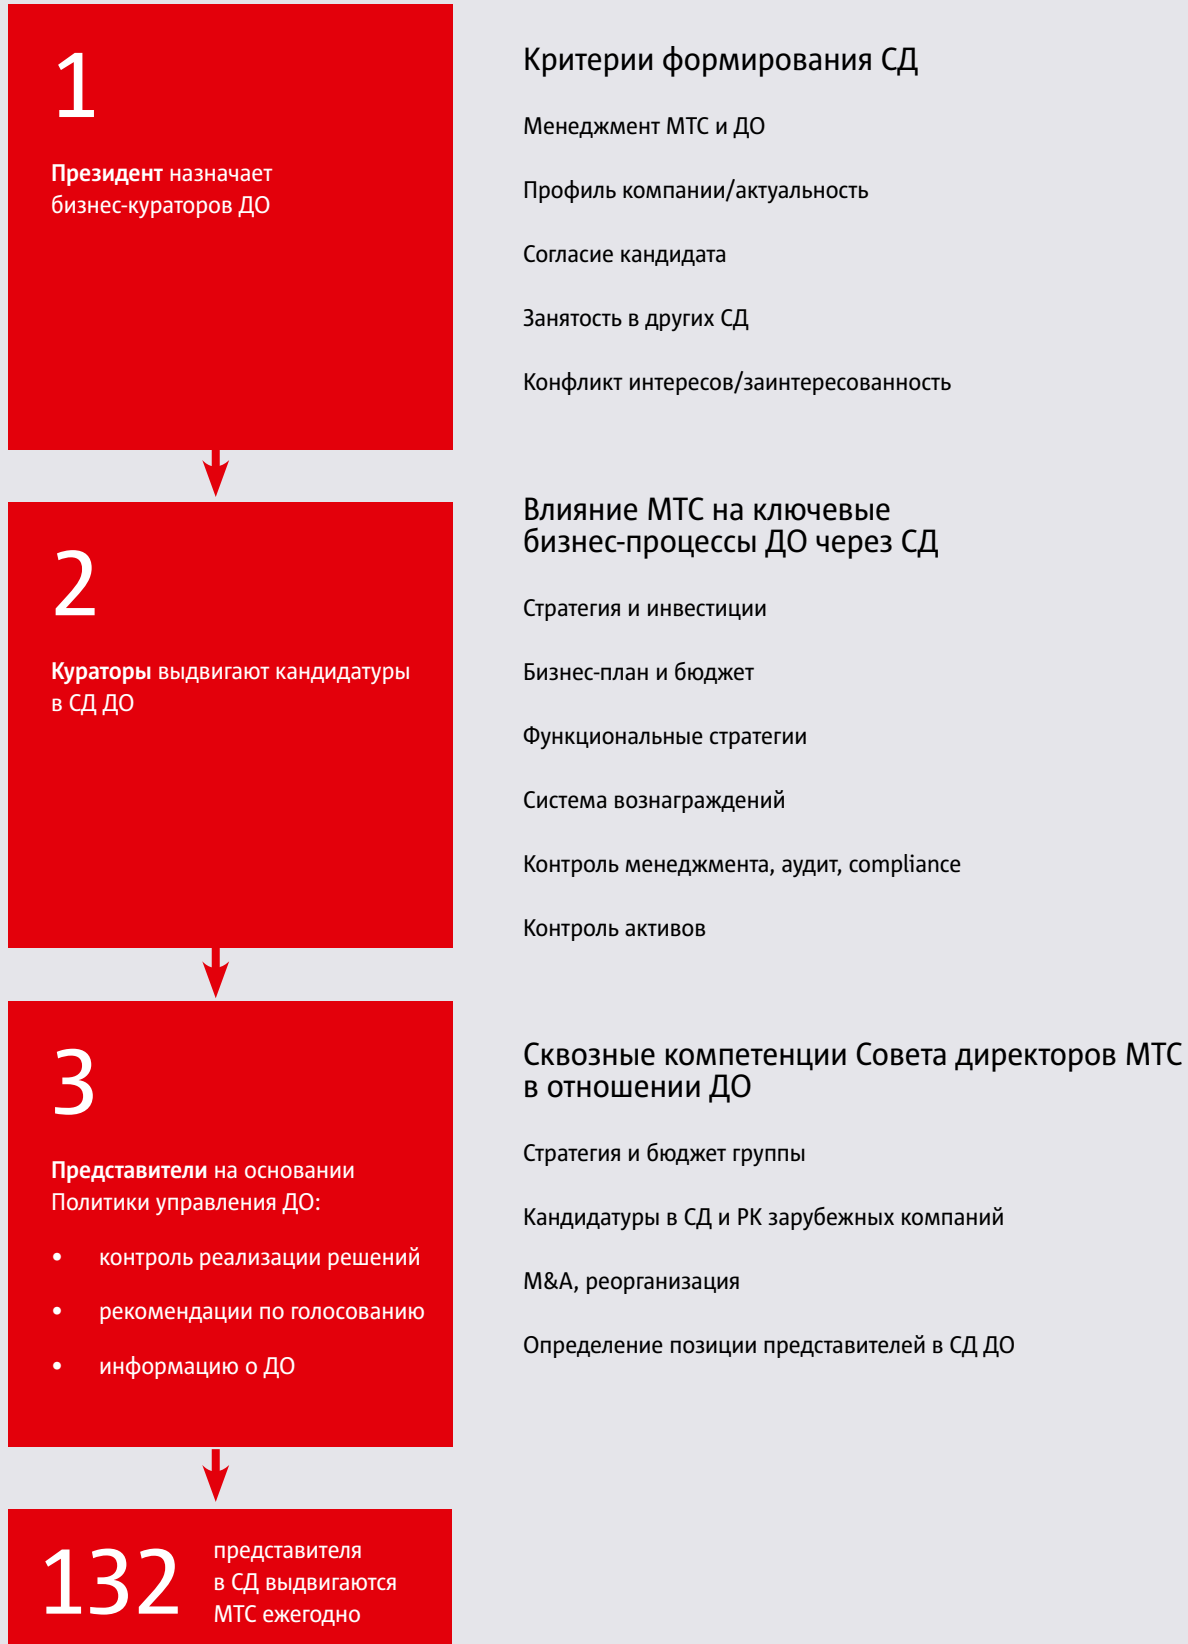 1
Президент назначает
бизнес-кураторов ДО
Критерии формирования СД
Менеджмент МТС и ДО
Профиль компании/актуальность
Согласие кандидата
Занятость в других СД
Конфликт интересов/заинтересованность
2
Кураторы выдвигают кандидатуры
в СД ДО
Влияние МТС на ключевые
бизнес-процессы ДО через СД
Стратегия и инвестиции
Бизнес-план и бюджет
Функциональные стратегии
Система вознаграждений
Контроль менеджмента, аудит, compliance
Контроль активов
3
Представители на основании
Политики управления ДО:
• контроль реализации решений
• рекомендации по голосованию
• информацию о ДО
Сквозные компетенции Совета директоров МТС
в отношении ДО
Стратегия и бюджет группы
Кандидатуры в СД и РК зарубежных компаний
M&A, реорганизация
Определение позиции представителей в СД ДО
132
представителя
в СД выдвигаются
МТС ежегодно